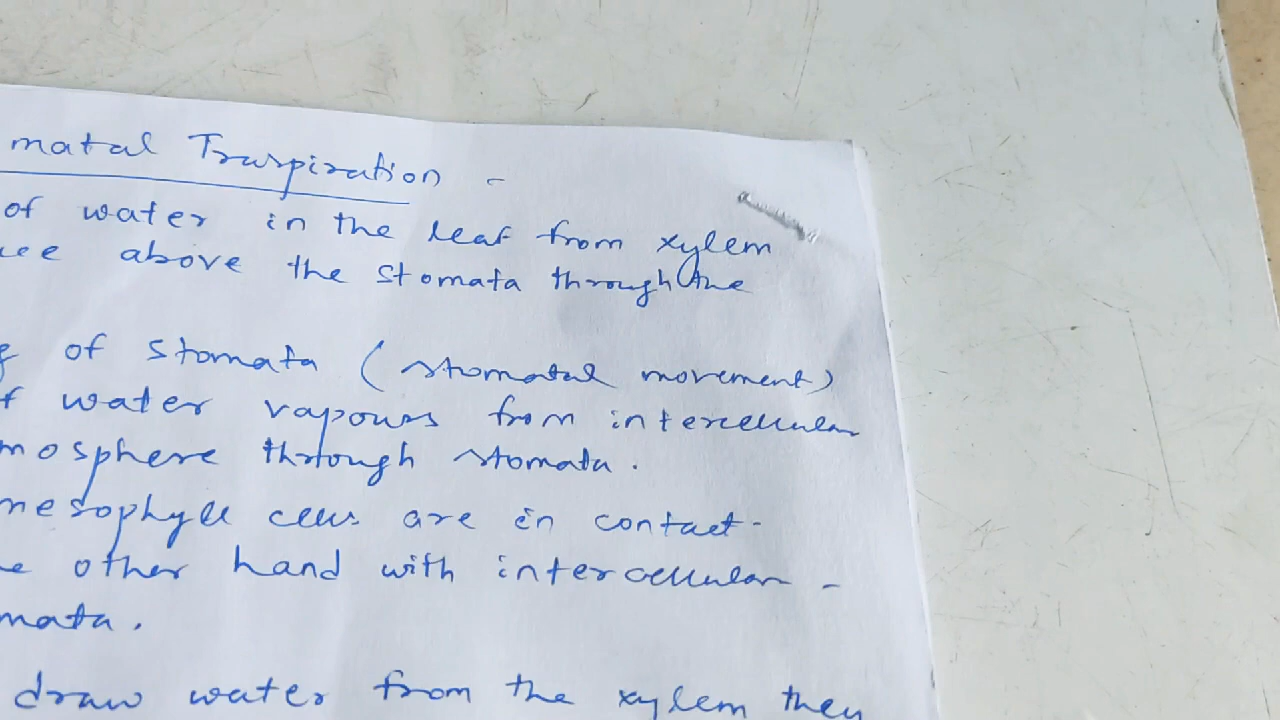 matal Transpiration -
of water in the leaf from xylem
above the stomata through the
of stomata (stomatal movement)
water vapours from intercellular
mosphere through stomata.
mesophyll cells are in contact-
other hand with intercellular -
mata.
draw water from the xylem they